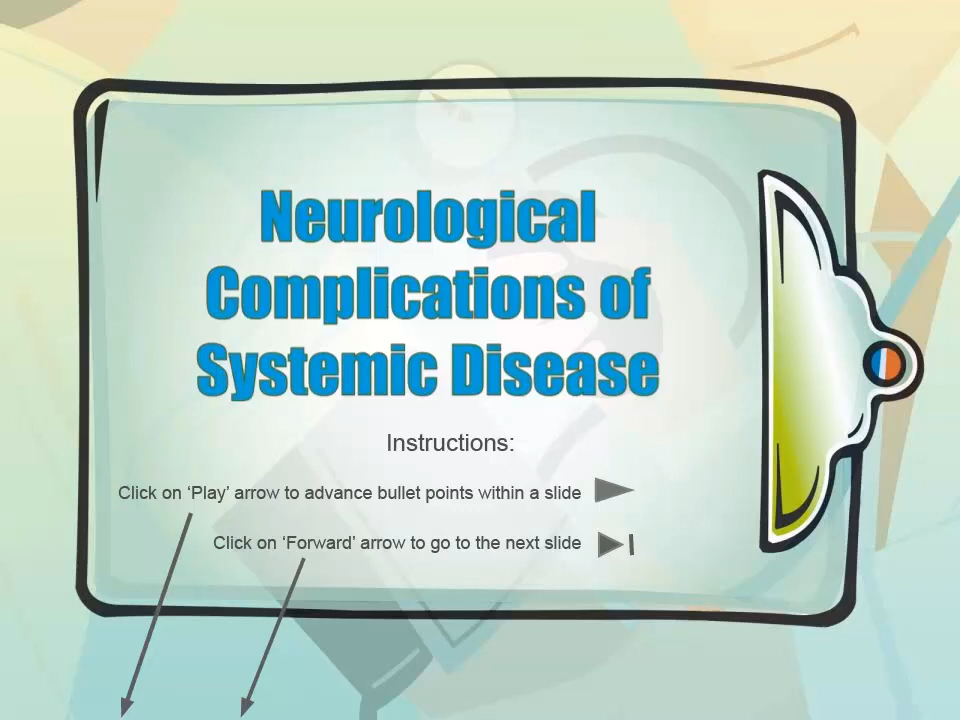 Neurological
Complications of
Systemic Disease
Instructions:
Click on ‘Play’ arrow to advance bullet points within a slide
Click on ‘Forward’ arrow to go to the next slide